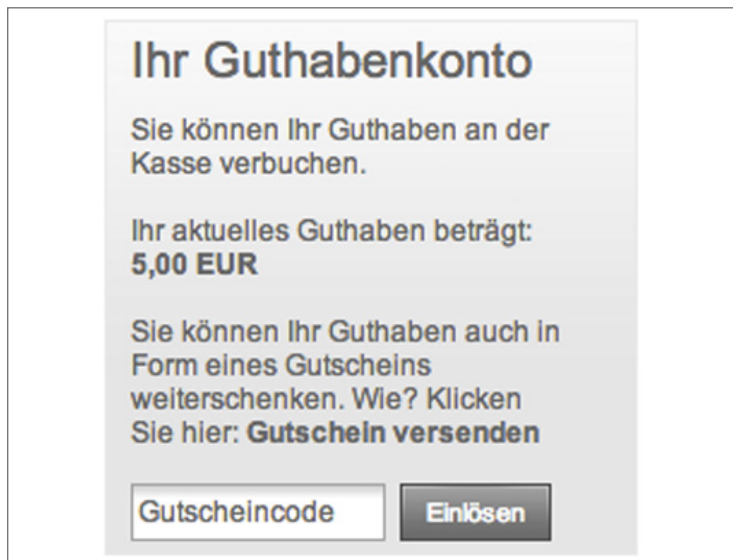 Ihr Guthabenkonto
Sie können Ihr Guthaben an der
Kasse verbuchen.
Ihr aktuelles Guthaben beträgt:
5,00 EUR
Sie können Ihr Guthaben auch in
Form eines Gutscheins
weiterschenken. Wie? Klicken
Sie hier: Gutschein versenden
Gutscheincode Einlösen